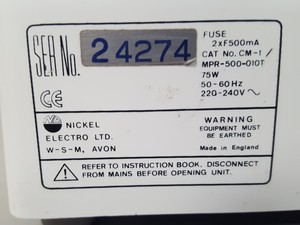 SER No. 24274
FUSE
2xF500mA
CAT No. CM-1/
MPR-500-010T
75W
50-60Hz
220-240V~
CE
NICKEL
ELECTRO LTD.
W-S-M, AVON
WARNING
EQUIPMENT MUST
BE EARTHED
Made in England
REFER TO INSTRUCTION BOOK. DISCONNECT
FROM MAINS BEFORE OPENING UNIT.